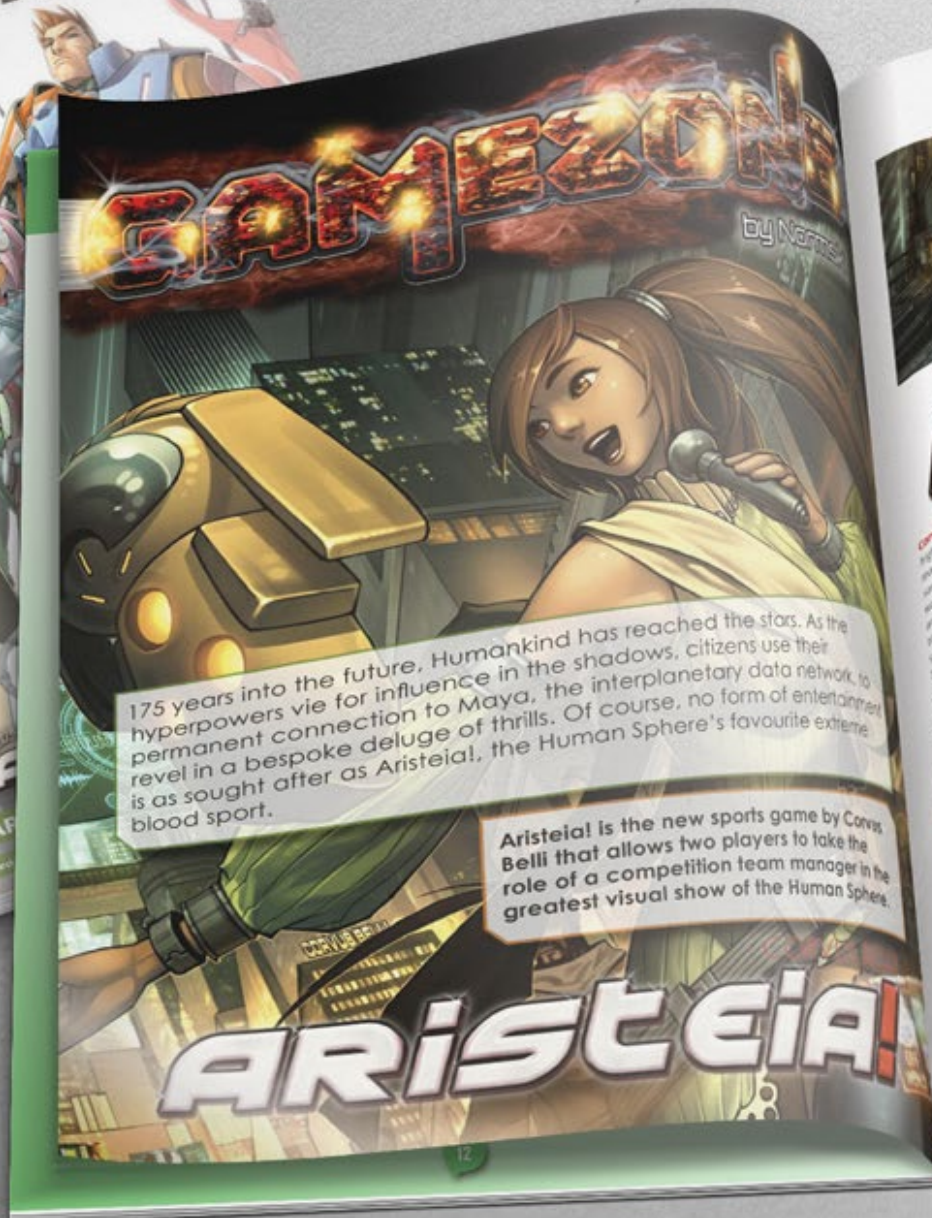 GAMEZONE
by Norms
175 years into the future, Humankind has reached the stars. As the
hyperpowers vie for influence in the shadows, citizens use their
permanent connection to Maya, the interplanetary data network, to
revel in a bespoke deluge of thrills. Of course, no form of entertainment
is as sought after as Aristeia!, the Human Sphere's favourite extreme
blood sport.
Aristeia! is the new sports game by Corvus
Belli that allows two players to take the
role of a competition team manager in the
greatest visual show of the Human Sphere.
CORVUS BELLI
ARISTEIA!
12